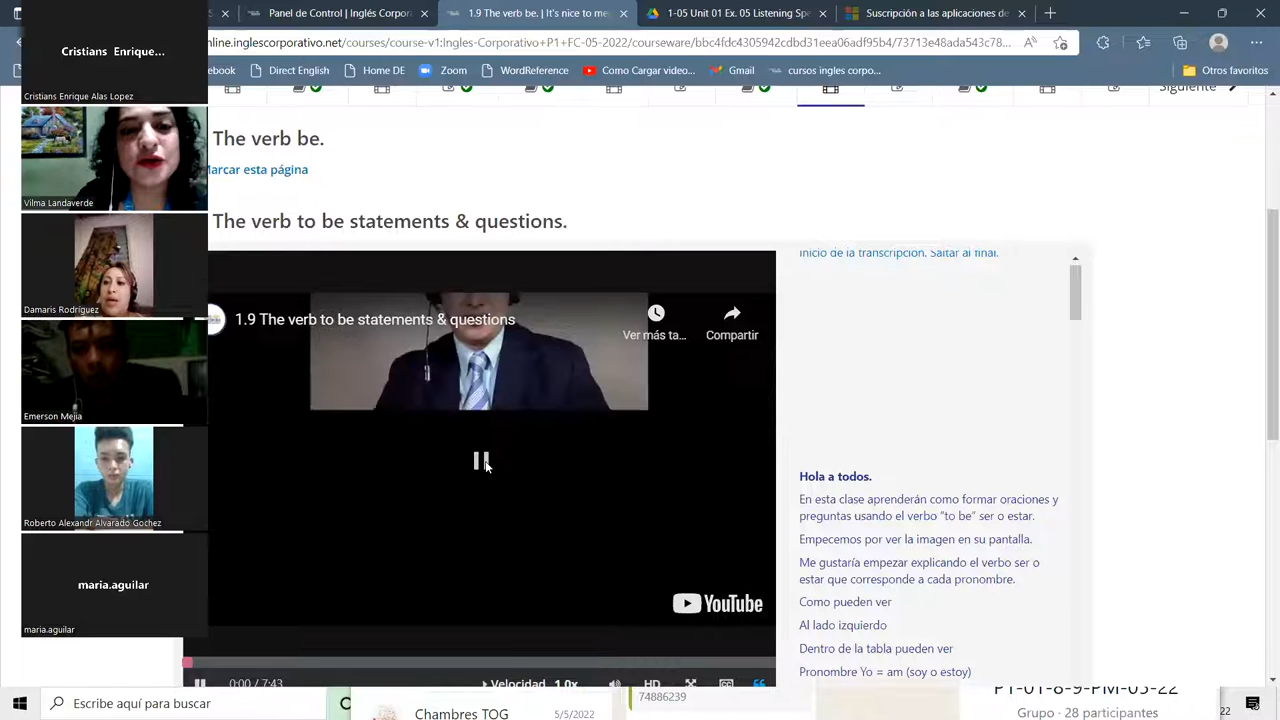 Cristians Enrique...
Cristians Enrique Alas Lopez
Vilma Landaverde
Damaris Rodríguez
Emerson Mejia
Roberto Alexandr Alvarado Gochez
maria.aguilar
maria.aguilar
Panel de Control | Inglés Corpora
1.9 The verb be. | It's nice to me
1-05 Unit 01 Ex. 05 Listening Sp
Suscripción a las aplicaciones de
nline.inglescorporativo.net/courses/course-v1:Ingles-Corporativo+P1+FC-05-2022/courseware/bbc4fdc4305942cdbd31eea06adf95b4/73713e48ada543c78...
ebook
Direct English
Home DE
Zoom
WordReference
Como Cargar video...
Gmail
cursos ingles corpo...
Otros favoritos
Siguiente
The verb be.
Marcar esta página
The verb to be statements & questions.
1.9 The verb to be statements & questions
Ver más ta...
Compartir
YouTube
0:00 / 7:43
Velocidad 1.0x
HD
Inicio de la transcripción. Saltar al final.
Hola a todos.
En esta clase aprenderán como formar oraciones y
preguntas usando el verbo "to be" ser o estar.
Empecemos por ver la imagen en su pantalla.
Me gustaría empezar explicando el verbo ser o
estar que corresponde a cada pronombre.
Como pueden ver
Al lado izquierdo
Dentro de la tabla pueden ver
Pronombre Yo = am (soy o estoy)
Escribe aquí para buscar
Chambres TOG
5/5/2022
74886239
P1-01-8-9-PM-05-22
Grupo · 28 participantes
22